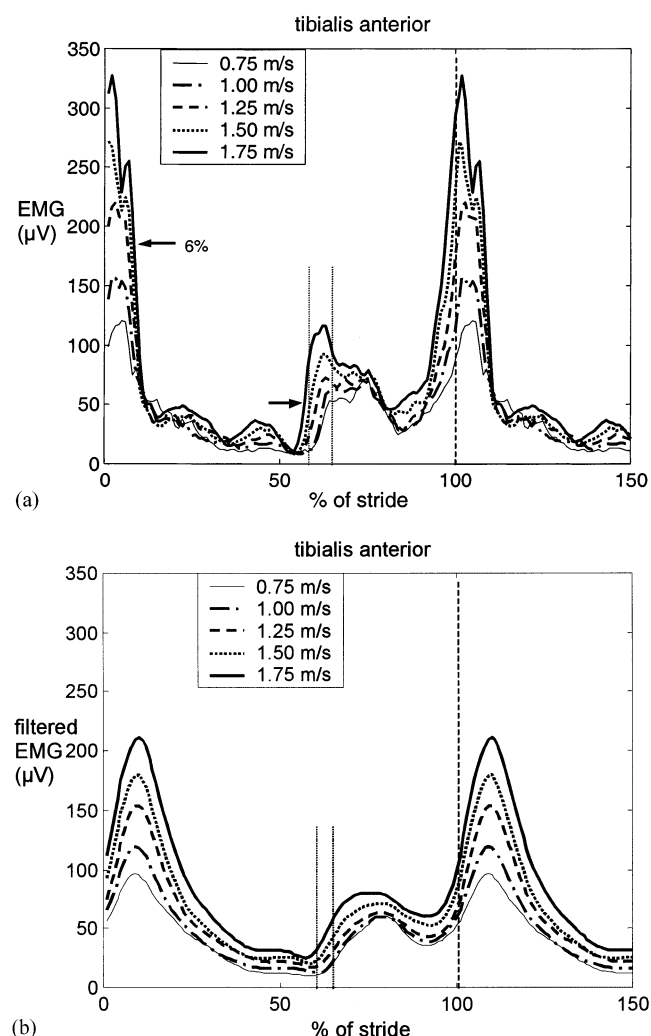 tibialis anterior
350
300
250
200
150
100
50
0
EMG
(µV)
0.75 m/s
1.00 m/s
1.25 m/s
1.50 m/s
1.75 m/s
6%
0 50 100 150
% of stride
(a)
tibialis anterior
350
300
250
200
150
100
50
0
filtered
EMG
(µV)
0.75 m/s
1.00 m/s
1.25 m/s
1.50 m/s
1.75 m/s
0 50 100 150
% of stride
(b)